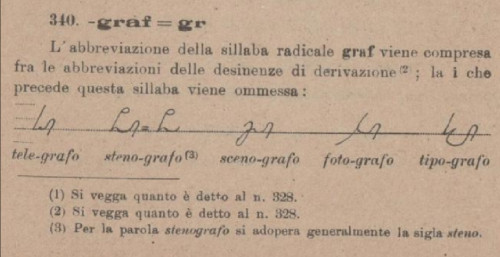 340. -graf = gr
L'abbreviazione della sillaba radicale graf viene compresa
fra le abbreviazioni delle desinenze di derivazione (2 ; la i che
precede questa sillaba viene ommessa :
tele-grafo steno-grafo (3) sceno-grafo foto-grafo tipo-grafo
(1) Si vegga quanto è detto al n. 328.
(2) Si vegga quanto è detto al n. 328.
(3) Per la parola stenografo si adopera generalmente la sigla steno.